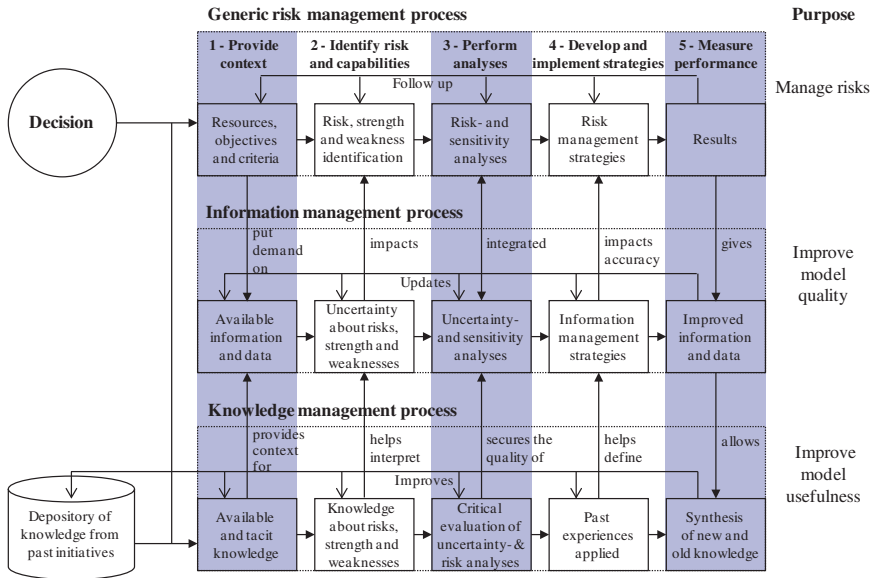 Generic risk management process
Purpose
1 - Provide
context
2 - Identify risk
and capabilities
3 - Perform
analyses
4 - Develop and
implement strategies
5 - Measure
performance
Follow up
Manage risks
Decision
Resources,
objectives
and criteria
Risk, strength
and weakness
identification
Risk- and
sensitivity
analyses
Risk
management
strategies
Results
Information management process
put
demand
on
impacts
integrated
impacts
accuracy
gives
Improve
model
quality
Updates
Available
information
and data
Uncertainty
about risks,
strength and
weaknesses
Uncertainty-
and sensitivity
analyses
Information
management
strategies
Improved
information
and data
Knowledge management process
provides
context
for
helps
interpret
secures the
quality of
helps
define
allows
Improve
model
usefulness
Improves
Depository of
knowledge from
past initiatives
Available
and tacit
knowledge
Knowledge
about risks,
strength and
weaknesses
Critical
evaluation of
uncertainty- &
risk analyses
Past
experiences
applied
Synthesis
of new and
old knowledge